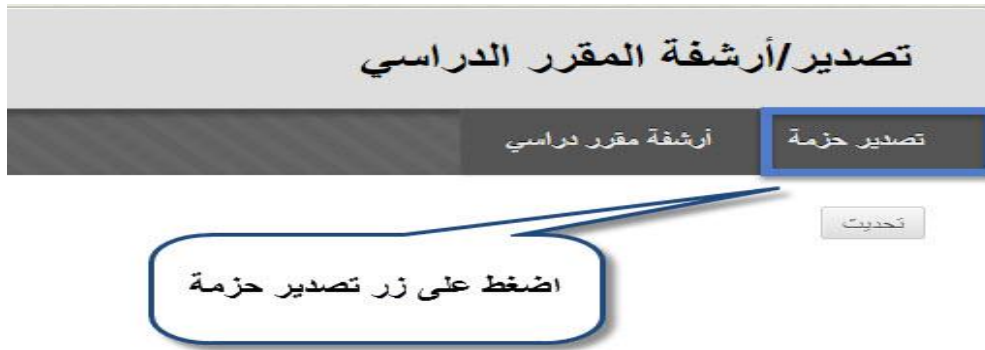 تصدير/أرشفة المقرر الدراسي
تصدير حزمة أرشفة مقرر دراسي
تحديث
اضغط على زر تصدير حزمة